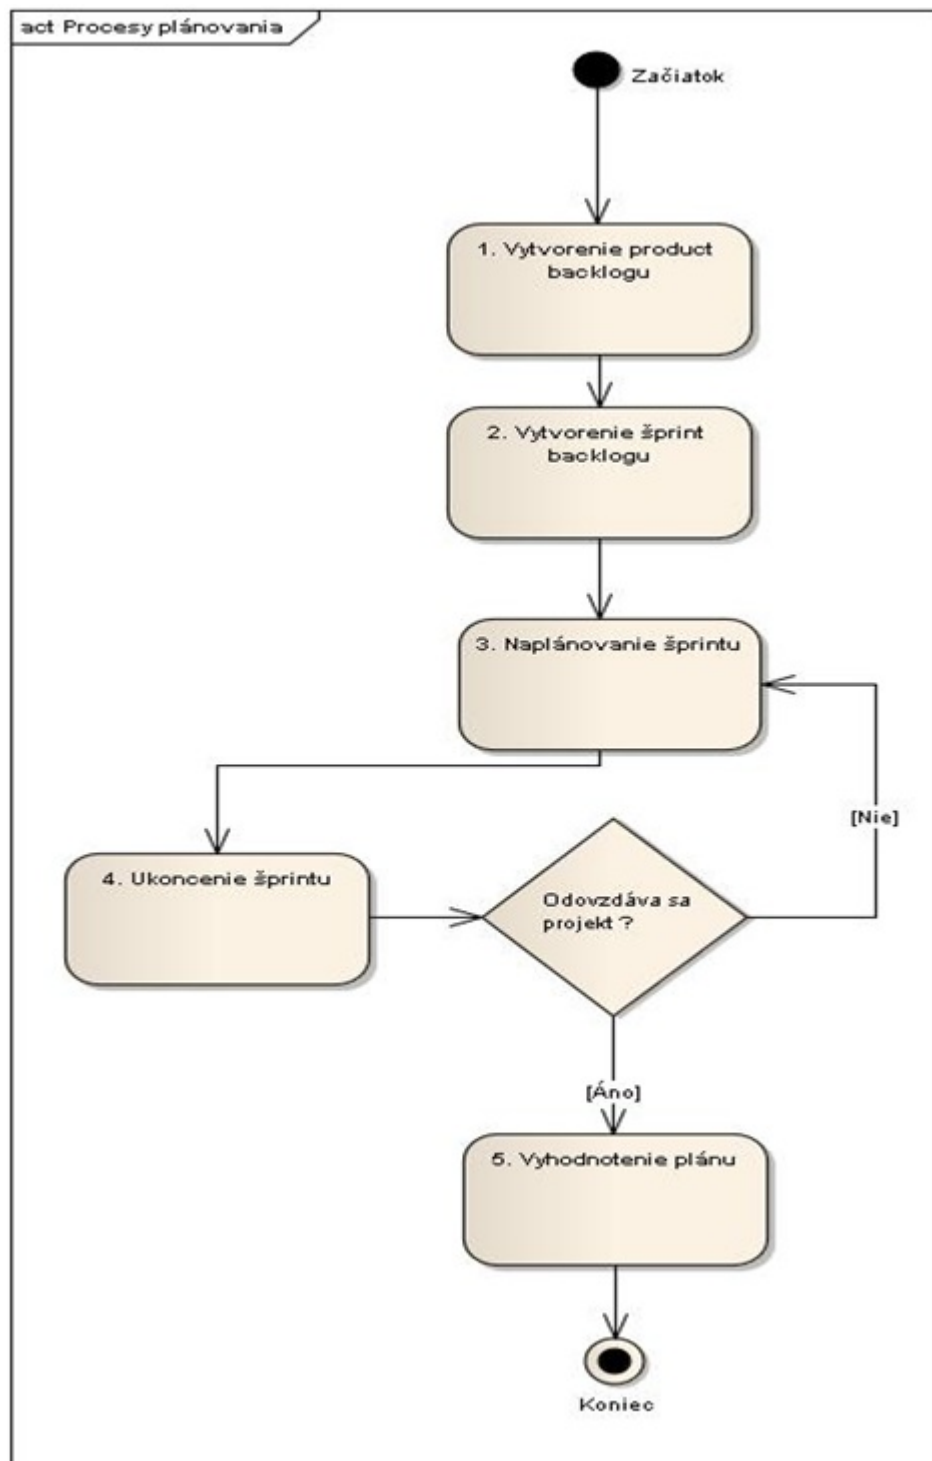 act Procesy plánovania
Začiatok
1. Vytvorenie product
backlogu
2. Vytvorenie šprint
backlogu
3. Naplánovanie šprintu
[Nie]
4. Ukoncenie šprintu
Odovzdáva sa
projekt ?
[Áno]
5. Vyhodnotenie plánu
Koniec